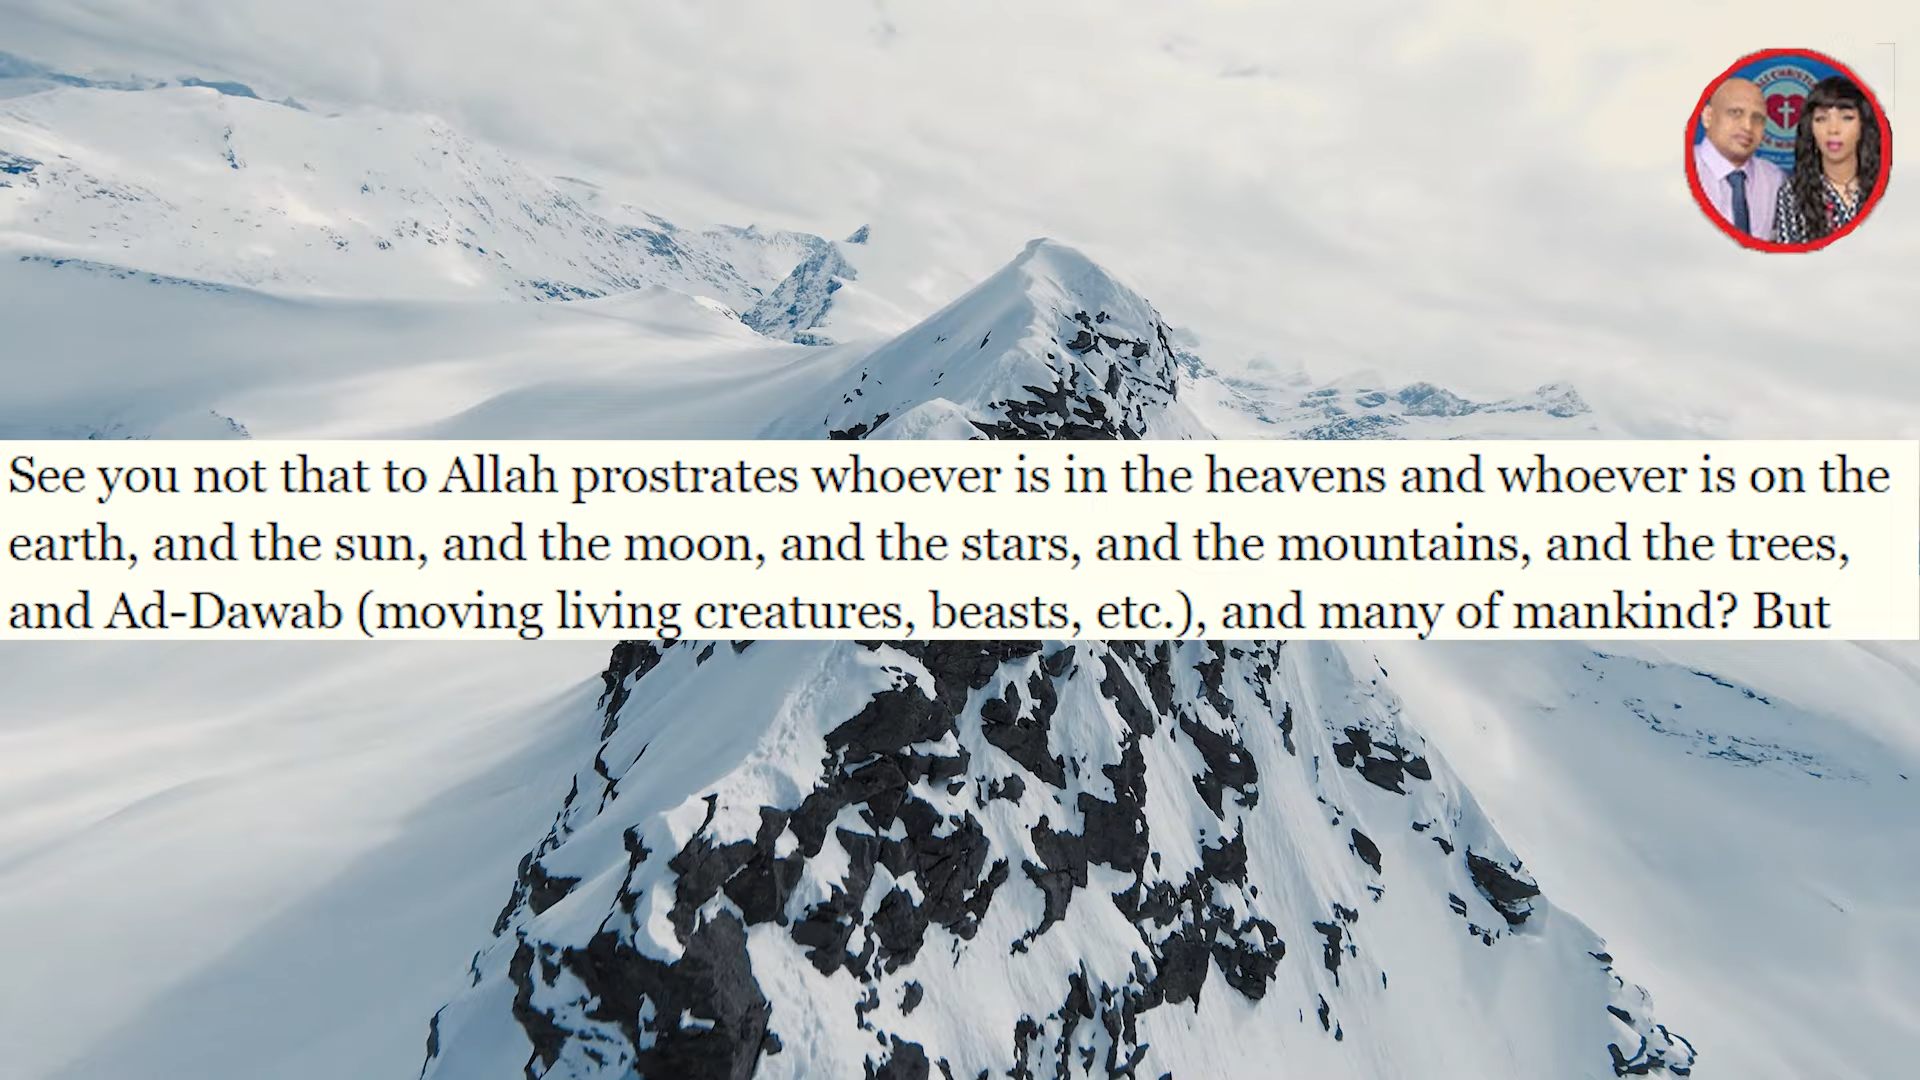 See you not that to Allah prostrates whoever is in the heavens and whoever is on the
earth, and the sun, and the moon, and the stars, and the mountains, and the trees,
and Ad-Dawab (moving living creatures, beasts, etc.), and many of mankind? But